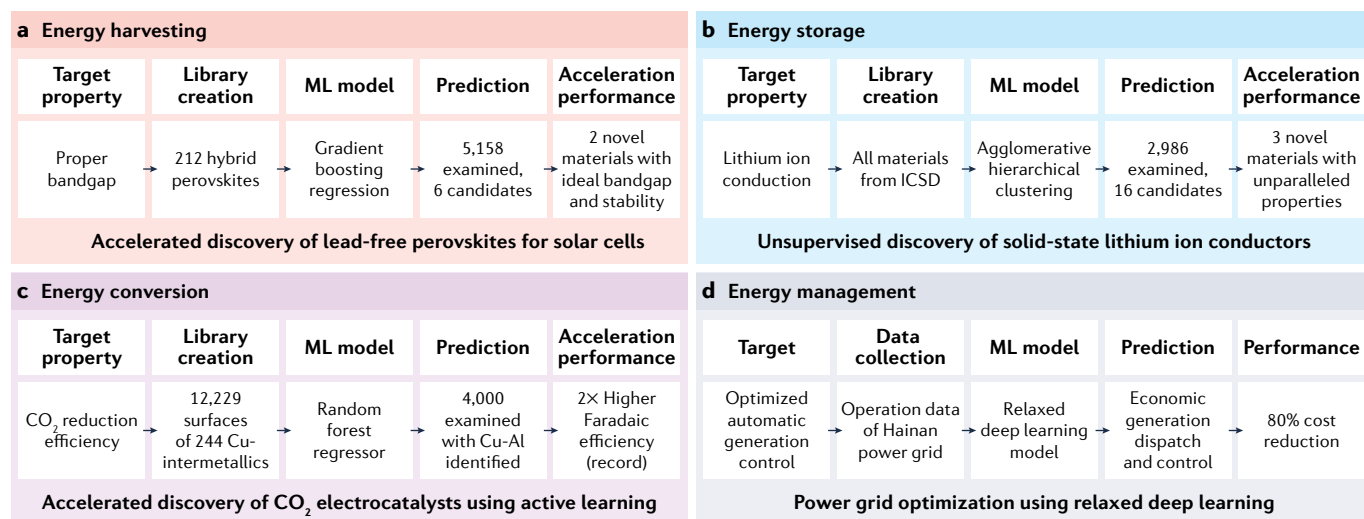 a Energy harvesting
Target
property
Library
creation
ML model
Prediction
Acceleration
performance
Proper
bandgap
212 hybrid
perovskites
Gradient
boosting
regression
5,158
examined,
6 candidates
2 novel
materials with
ideal bandgap
and stability
Accelerated discovery of lead-free perovskites for solar cells
b Energy storage
Target
property
Library
creation
ML model
Prediction
Acceleration
performance
Lithium ion
conduction
All materials
from ICSD
Agglomerative
hierarchical
clustering
2,986
examined,
16 candidates
3 novel
materials with
unparalleled
properties
Unsupervised discovery of solid-state lithium ion conductors
c Energy conversion
Target
property
Library
creation
ML model
Prediction
Acceleration
performance
CO₂ reduction
efficiency
12,229
surfaces
of 244 Cu-
intermetallics
Random
forest
regressor
4,000
examined
with Cu-Al
identified
2× Higher
Faradaic
efficiency
(record)
Accelerated discovery of CO₂ electrocatalysts using active learning
d Energy management
Target
Data
collection
ML model
Prediction
Performance
Optimized
automatic
generation
control
Operation data
of Hainan
power grid
Relaxed
deep learning
model
Economic
generation
dispatch
and control
80% cost
reduction
Power grid optimization using relaxed deep learning